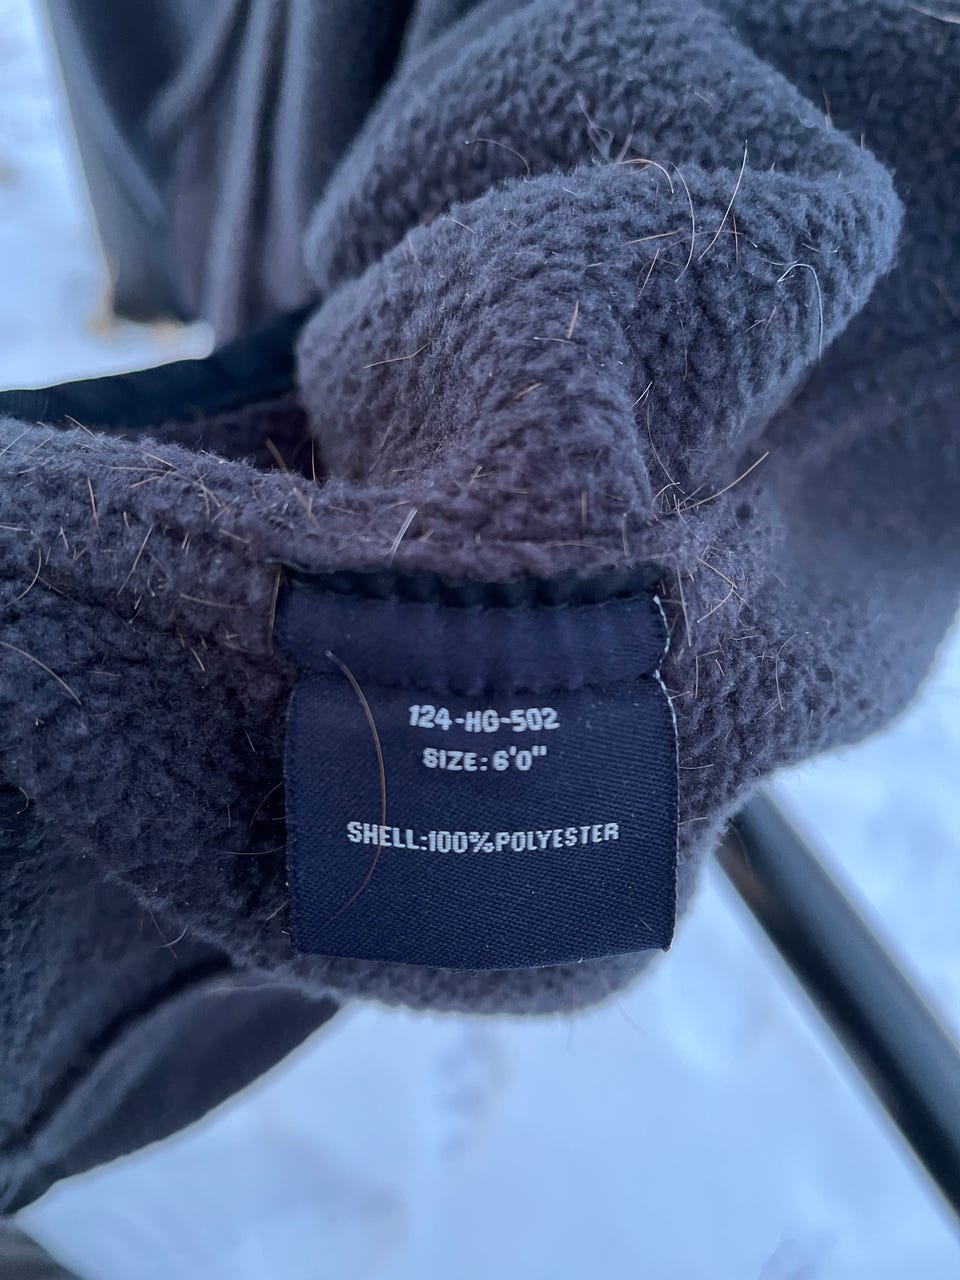 124-HG-502
SIZE: 6'0"
SHELL:100%POLYESTER